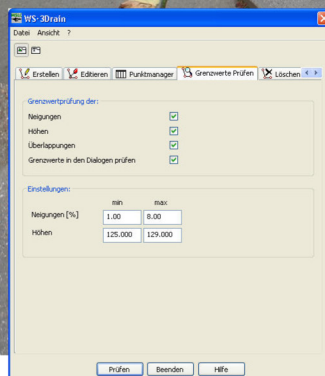 WS-3Drain
Datei Ansicht ?
Erstellen Editieren Punktmanager Grenzwerte Prüfen Löschen
Grenzwertprüfung der:
Neigungen
Höhen
Überlappungen
Grenzwerte in den Dialogen prüfen
Einstellungen:
min max
Neigungen [%] 1.00 8.00
Höhen 125.000 129.000
Prüfen Beenden Hilfe